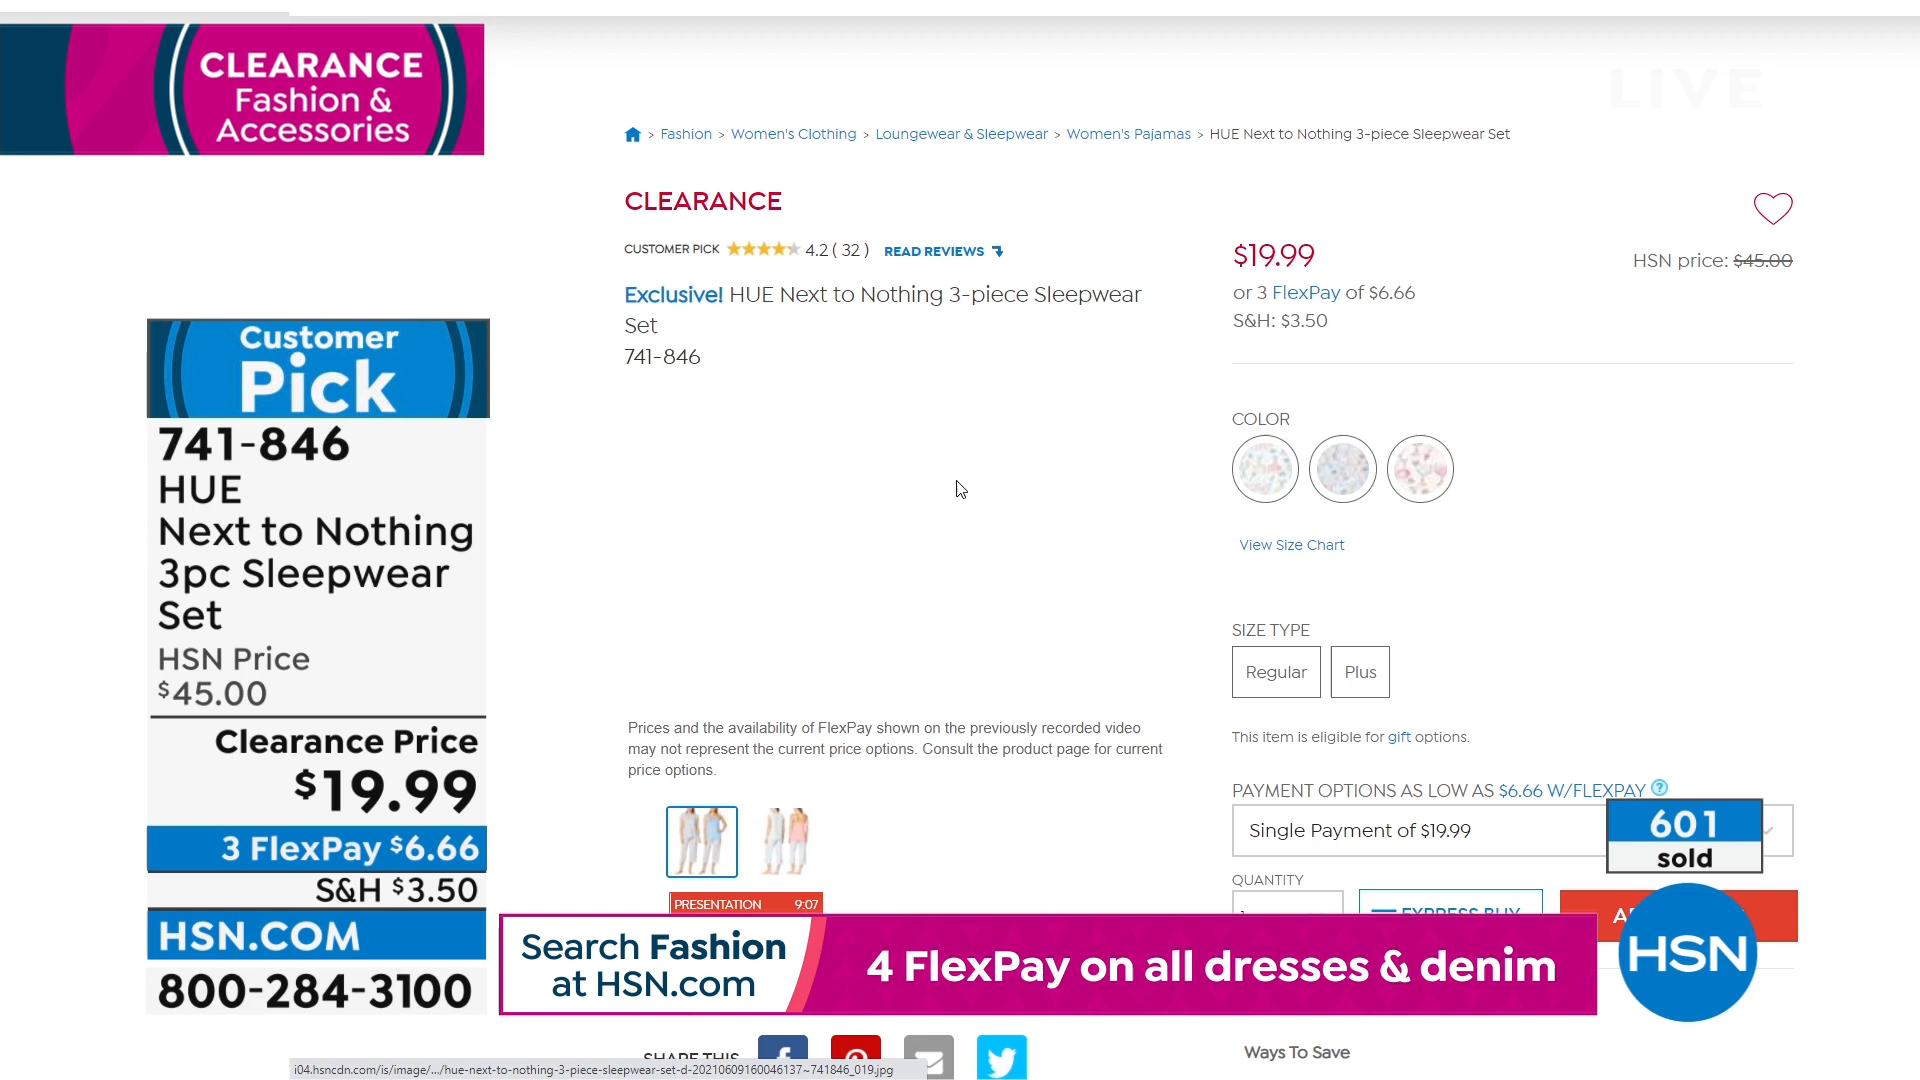 CLEARANCE
Fashion &
Accessories
LIVE
> Fashion > Women's Clothing > Loungewear & Sleepwear > Women's Pajamas > HUE Next to Nothing 3-piece Sleepwear Set
CLEARANCE
CUSTOMER PICK 4.2 ( 32 ) READ REVIEWS
Exclusive! HUE Next to Nothing 3-piece Sleepwear
Set
741-846
$19.99
HSN price: $45.00
or 3 FlexPay of $6.66
S&H: $3.50
Customer
Pick
741-846
HUE
Next to Nothing
3pc Sleepwear
Set
HSN Price
$45.00
Clearance Price
$19.99
3 FlexPay $6.66
S&H $3.50
HSN.COM
800-284-3100
COLOR
View Size Chart
SIZE TYPE
Regular
Plus
This item is eligible for gift options.
Prices and the availability of FlexPay shown on the previously recorded video
may not represent the current price options. Consult the product page for current
price options.
PAYMENT OPTIONS AS LOW AS $6.66 W/FLEXPAY ?
Single Payment of $19.99
601
sold
QUANTITY
EXPRESS BUY
PRESENTATION 9:07
Search Fashion
at HSN.com
4 FlexPay on all dresses & denim
HSN
SHARE THIS
Ways To Save
i04.hsncdn.com/is/image/.../hue-next-to-nothing-3-piece-sleepwear-set-d-20210609160046137~741846_019.jpg